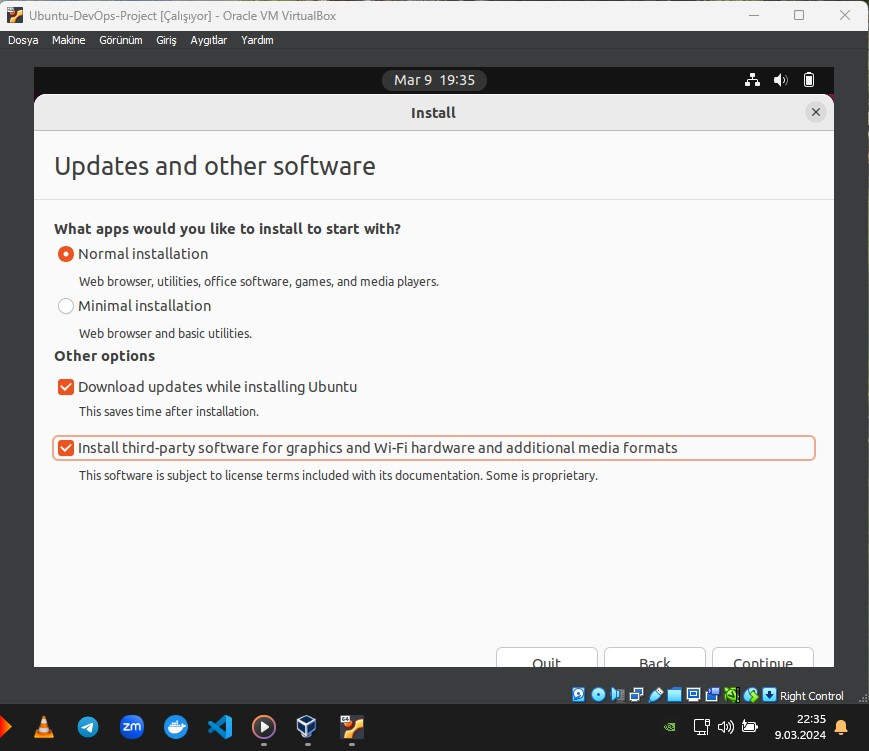 Ubuntu-DevOps-Project [Çalışıyor] - Oracle VM VirtualBox
Dosya Makine Görünüm Giriş Aygıtlar Yardım
Mar 9 19:35
Install
Updates and other software
What apps would you like to install to start with?
Normal installation
Web browser, utilities, office software, games, and media players.
Minimal installation
Web browser and basic utilities.
Other options
Download updates while installing Ubuntu
This saves time after installation.
Install third-party software for graphics and Wi-Fi hardware and additional media formats
This software is subject to license terms included with its documentation. Some is proprietary.
Quit Back Continue
Right Control
zm
64
22:35
9.03.2024